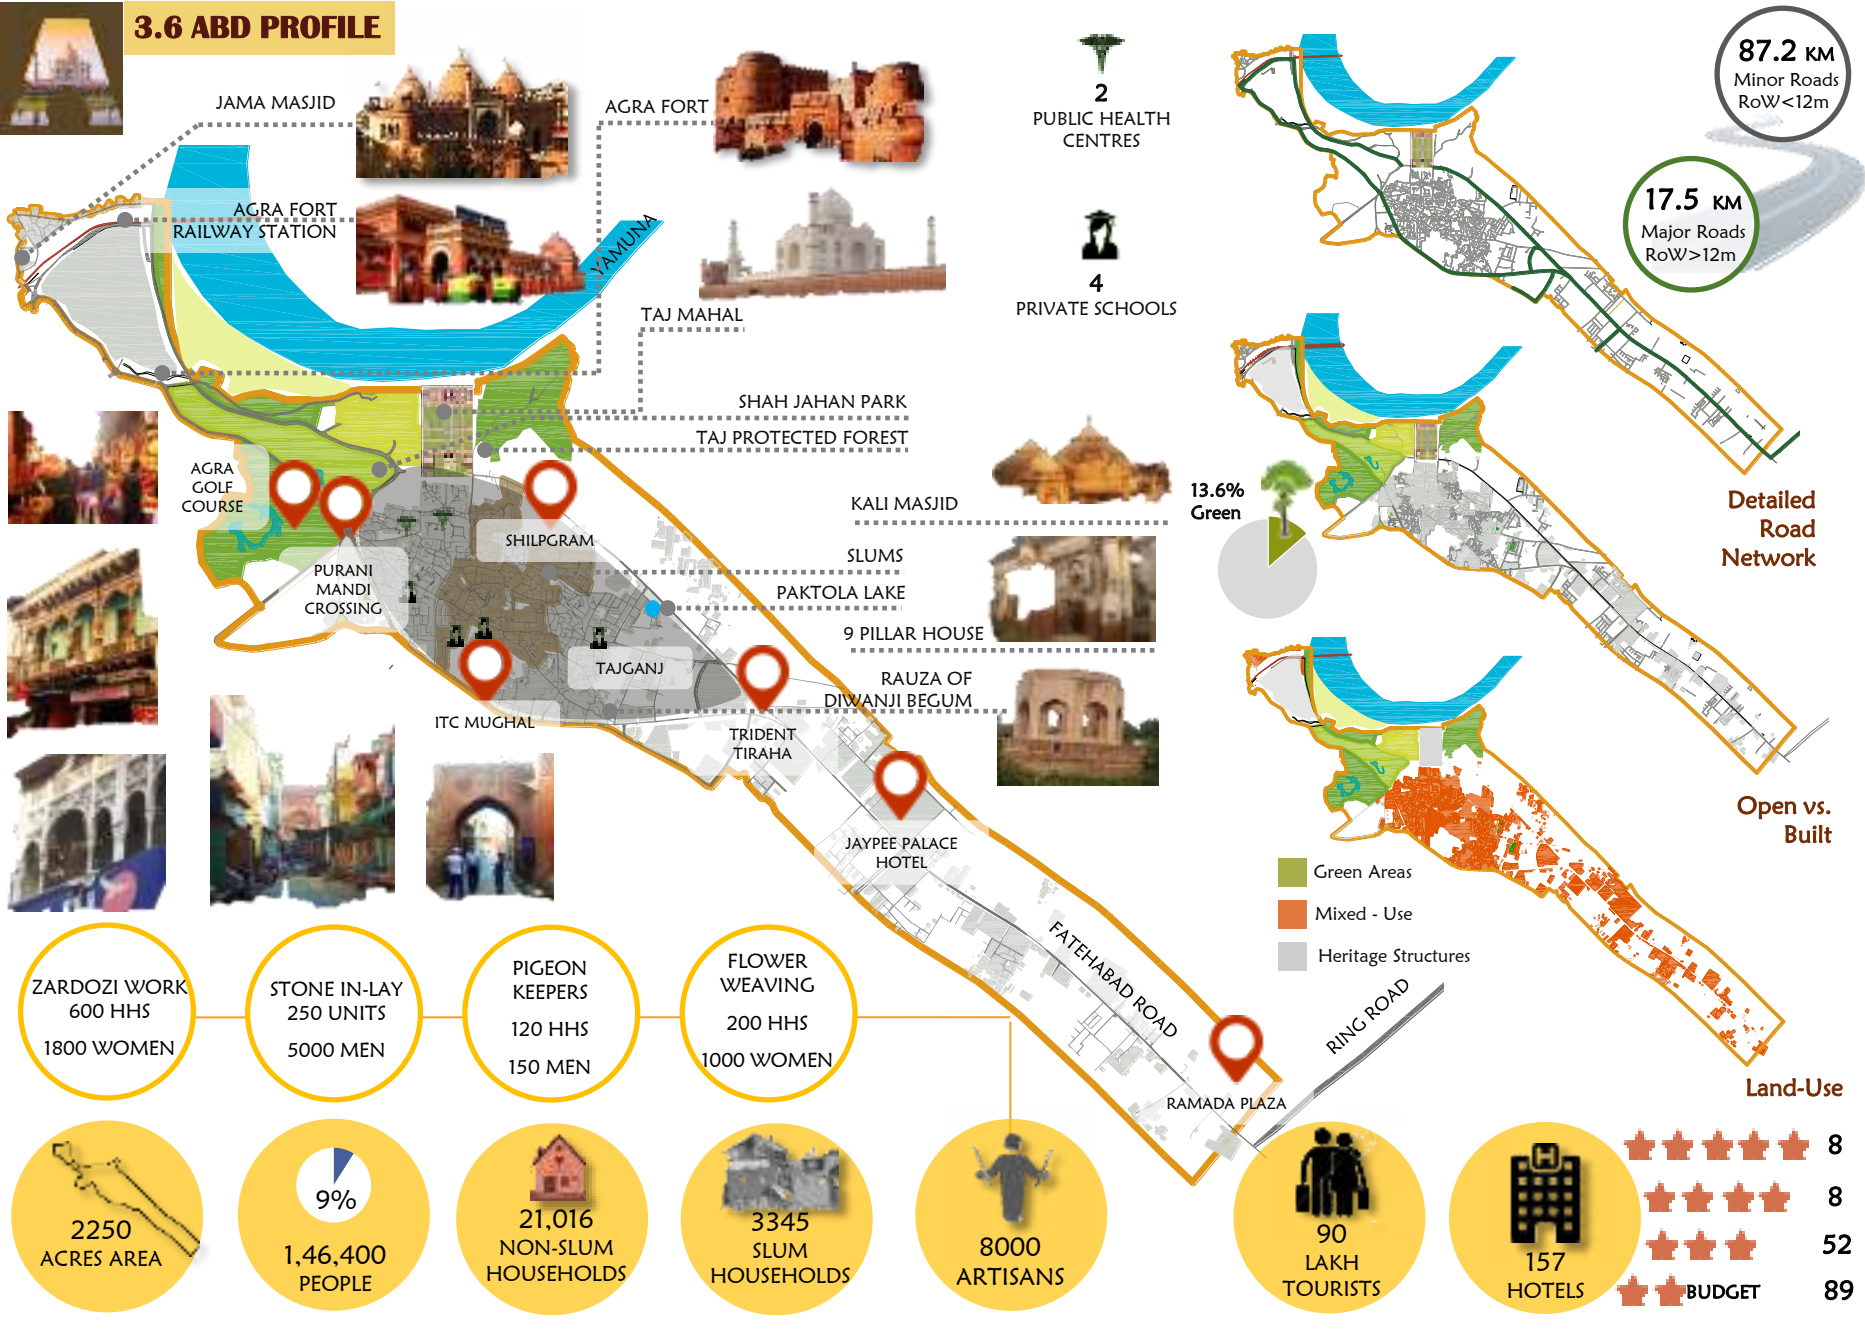 3.6 ABD PROFILE
JAMA MASJID
AGRA FORT
RAILWAY STATION
AGRA FORT
YAMUNA
TAJ MAHAL
SHAH JAHAN PARK
TAJ PROTECTED FOREST
AGRA
GOLF
COURSE
SHILPGRAM
PURANI
MANDI
CROSSING
KALI MASJID
SLUMS
PAKTOLA LAKE
9 PILLAR HOUSE
RAUZA OF
DIWANJI BEGUM
TAJGANJ
ITC MUGHAL
TRIDENT
TIRAHA
JAYPEE PALACE
HOTEL
FATEHABAD ROAD
RING ROAD
RAMADA PLAZA
2
PUBLIC HEALTH
CENTRES
4
PRIVATE SCHOOLS
87.2 KM
Minor Roads
RoW<12m
17.5 KM
Major Roads
RoW>12m
Detailed
Road
Network
13.6%
Green
Open vs.
Built
Green Areas
Mixed - Use
Heritage Structures
Land-Use
ZARDOZI WORK
600 HHS
1800 WOMEN
STONE IN-LAY
250 UNITS
5000 MEN
PIGEON
KEEPERS
120 HHS
150 MEN
FLOWER
WEAVING
200 HHS
1000 WOMEN
2250
ACRES AREA
9%
1,46,400
PEOPLE
21,016
NON-SLUM
HOUSEHOLDS
3345
SLUM
HOUSEHOLDS
8000
ARTISANS
90
LAKH
TOURISTS
H
157
HOTELS
8
8
52
BUDGET 89